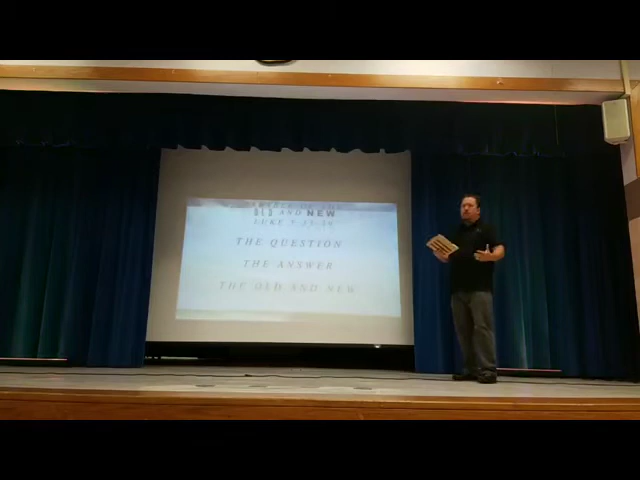 OLD AND NEW
LUKE
THE QUESTION
THE ANSWER
THE OLD AND NEW